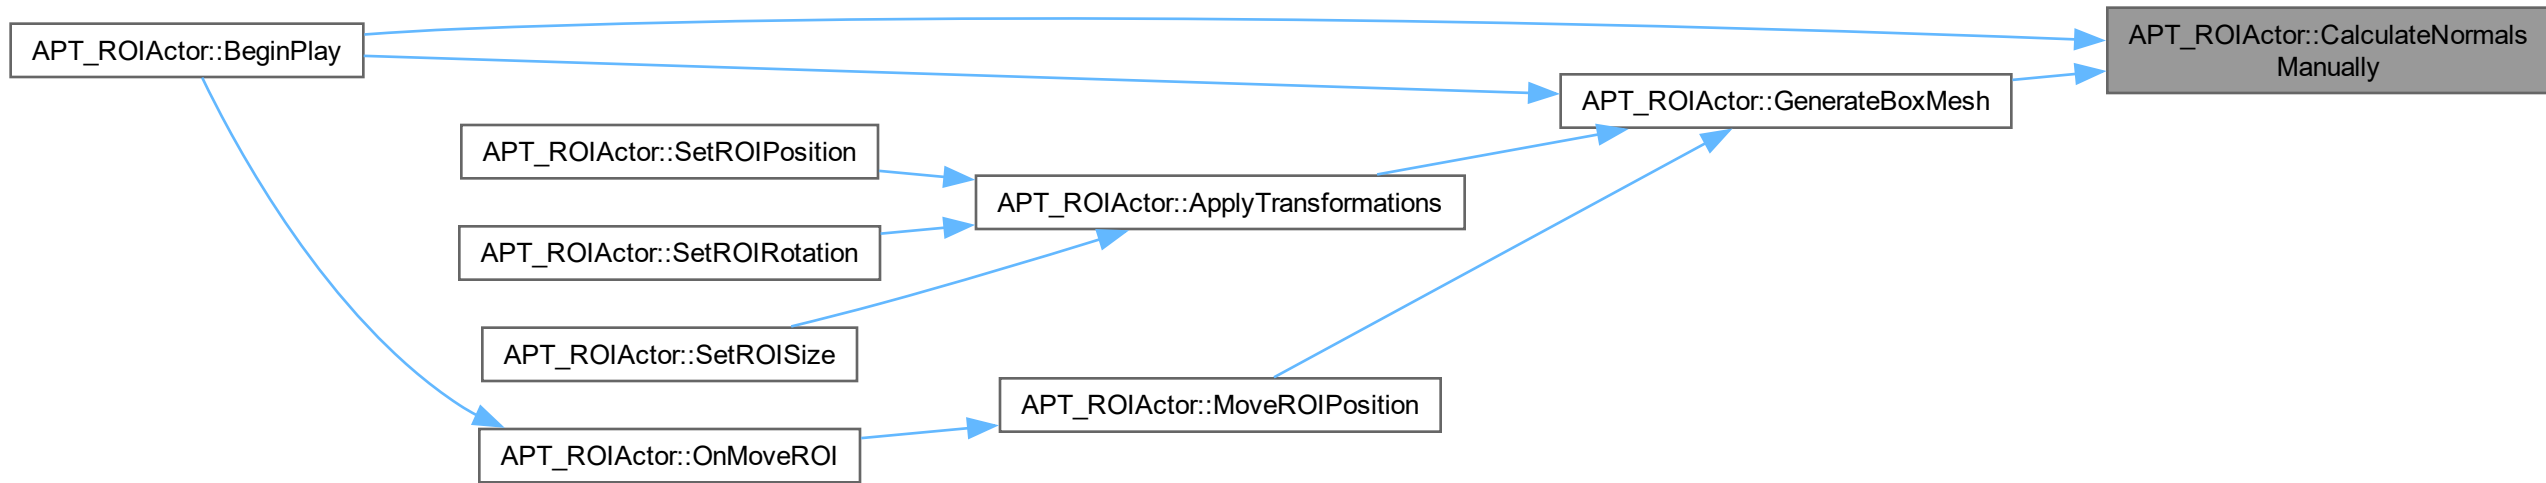 APT_ROIActor::BeginPlay
APT_ROIActor::CalculateNormals
Manually
APT_ROIActor::GenerateBoxMesh
APT_ROIActor::SetROIPosition
APT_ROIActor::ApplyTransformations
APT_ROIActor::SetROIRotation
APT_ROIActor::SetROISize
APT_ROIActor::MoveROIPosition
APT_ROIActor::OnMoveROI